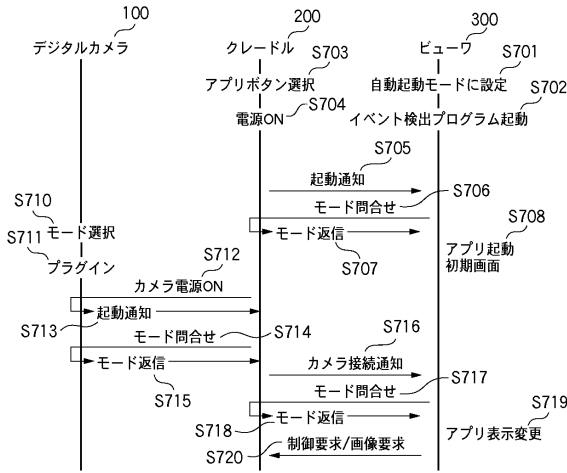 100 200 300
デジタルカメラ クレードル ビューワ
S703 S701
アプリボタン選択 自動起動モードに設定
S704 S702
電源ON イベント検出プログラム起動
S705
起動通知
S706
モード問合せ
S710 S708
モード選択 モード返信 アプリ起動
S711 S712 S707 初期画面
プラグイン
カメラ電源ON
起動通知
S713 S714 S716
モード問合せ
モード返信 カメラ接続通知
S715 S717
モード問合せ
S719
モード返信
S718 アプリ表示変更
S720 制御要求/画像要求